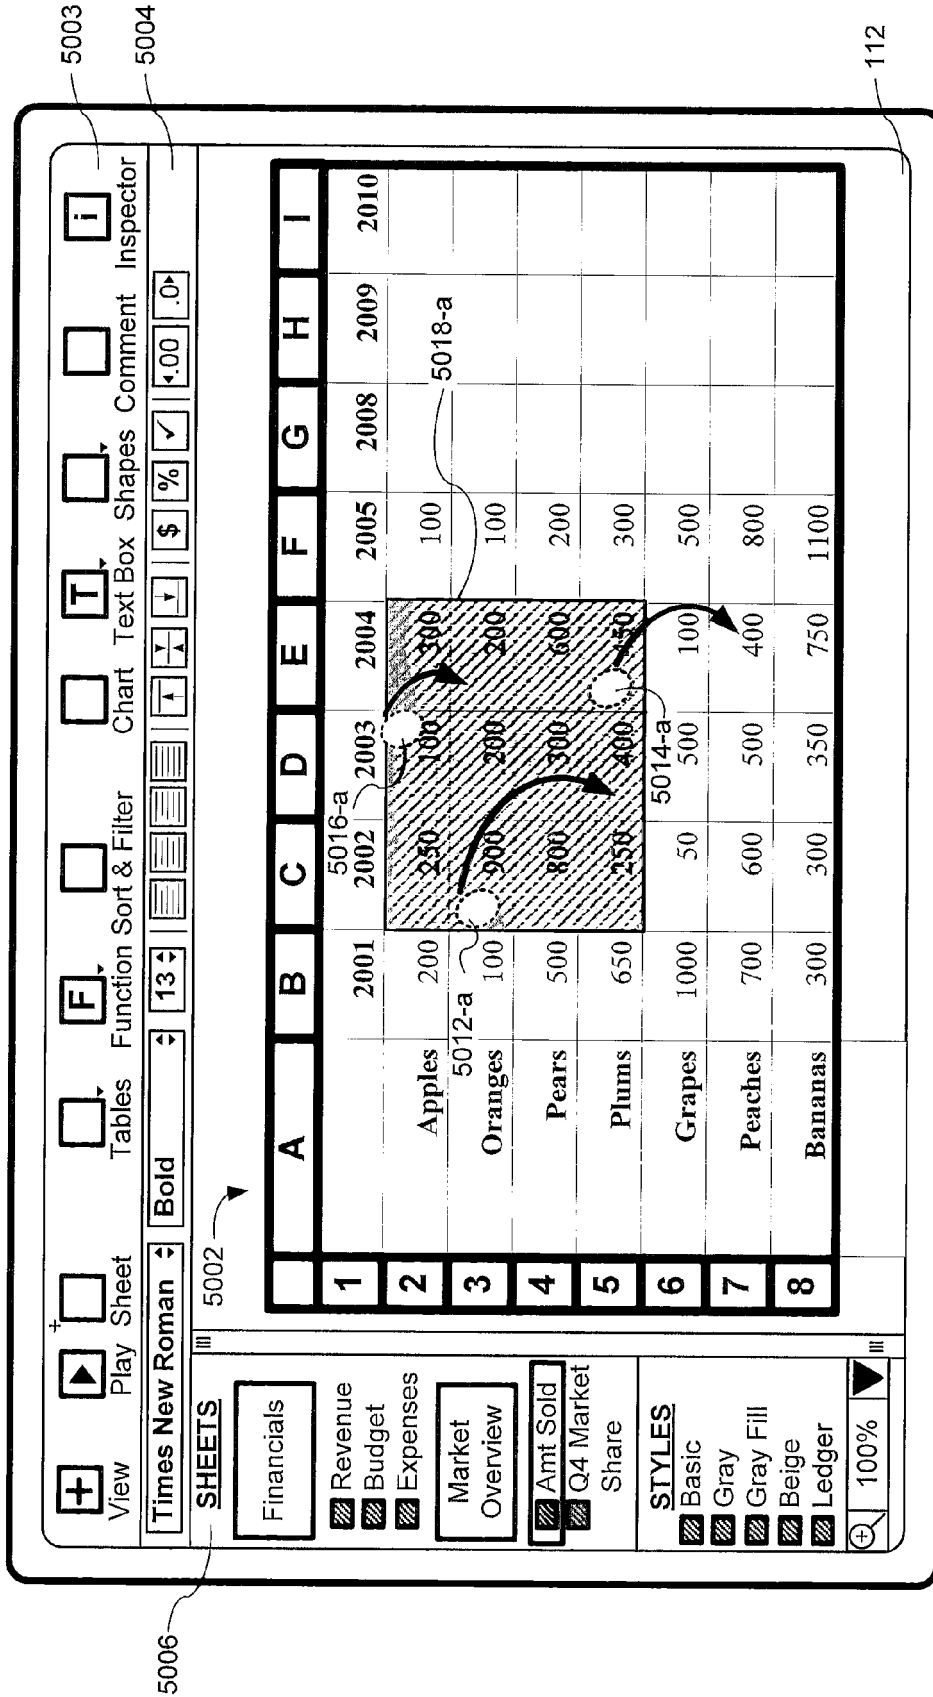 5003
5004
112
5006
5002
View Play Sheet Tables Function Sort & Filter Chart Text Box Shapes Comment Inspector
F T i
Times New Roman Bold 13 $ % ✓ .00 .0
SHEETS
Financials
Revenue
Budget
Expenses
Market
Overview
Amt Sold
Q4 Market
Share
STYLES
Basic
Gray
Gray Fill
Beige
Ledger
100%
A B C D E F G H I
1 2001 2002 2003 2004 2005 2008 2009 2010
2 Apples 200 250 100 300 100
3 Oranges 100 900 200 200 100
4 Pears 500 800 300 600 200
5 Plums 650 250 400 450 300
6 Grapes 1000 50 500 100 500
7 Peaches 700 600 500 400 800
8 Bananas 300 300 350 750 1100
5016-a
5018-a
5012-a
5014-a